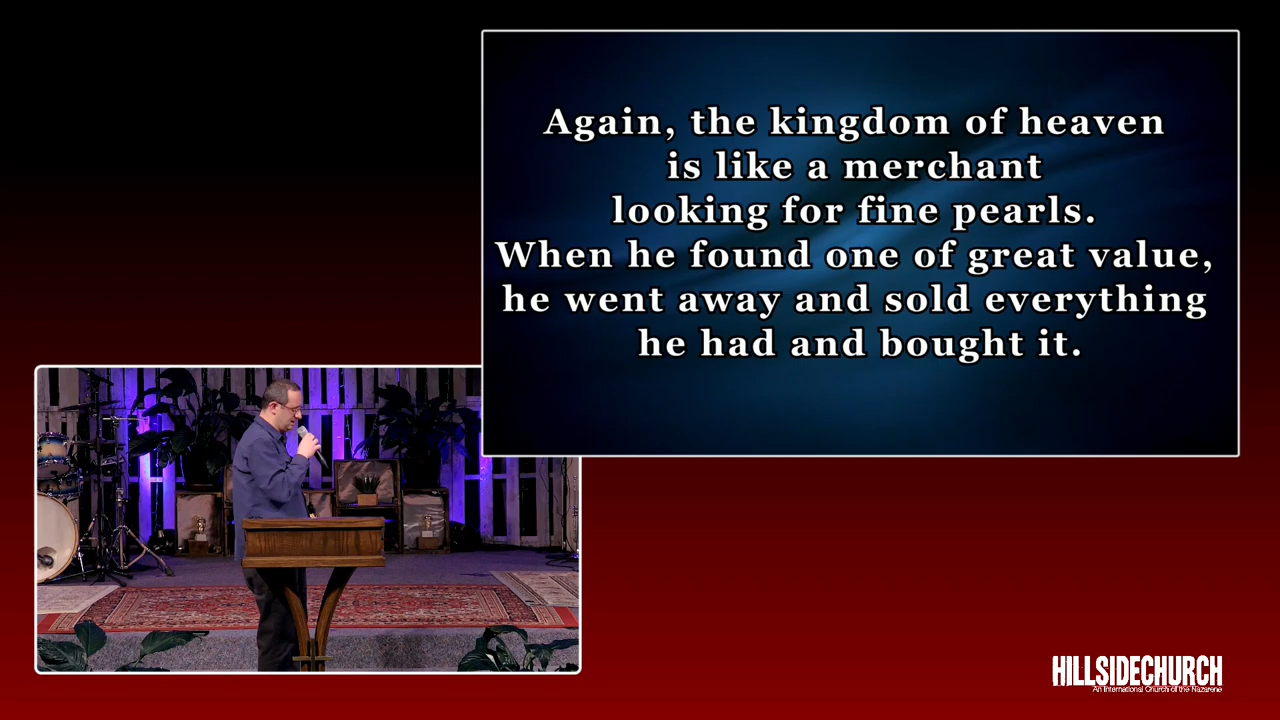 Again, the kingdom of heaven
is like a merchant
looking for fine pearls.
When he found one of great value,
he went away and sold everything
he had and bought it.
HILLSIDECHURCH
An International Church of the Nazarene